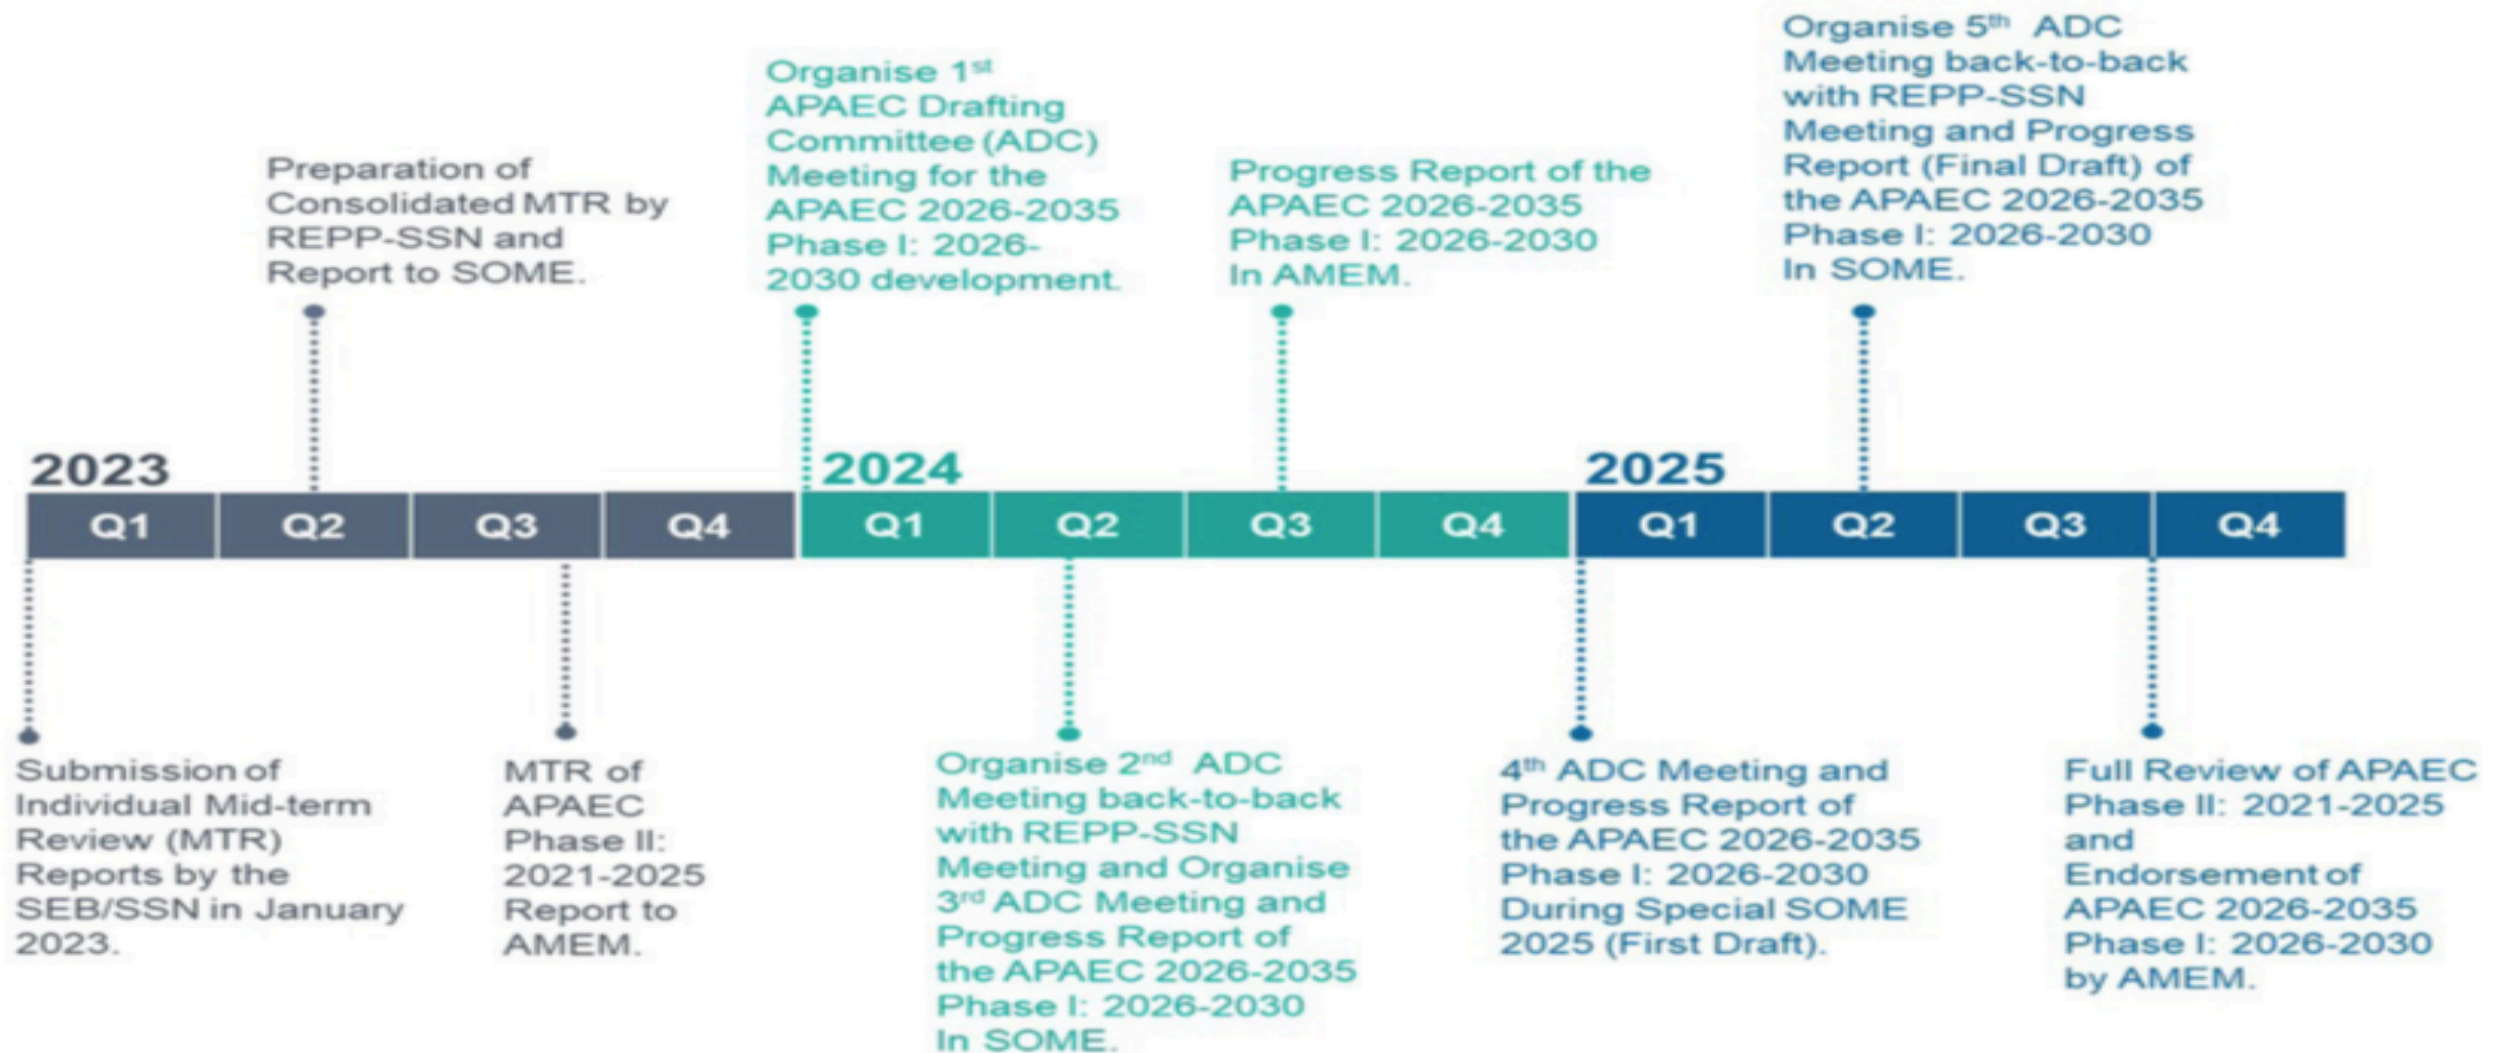 Preparation of
Consolidated MTR by
REPP-SSN and
Report to SOME.
Organise 1st
APAEC Drafting
Committee (ADC)
Meeting for the
APAEC 2026-2035
Phase I: 2026-
2030 development.
Progress Report of the
APAEC 2026-2035
Phase I: 2026-2030
In AMEM.
Organise 5th ADC
Meeting back-to-back
with REPP-SSN
Meeting and Progress
Report (Final Draft) of
the APAEC 2026-2035
Phase I: 2026-2030
In SOME.
2023
2024
2025
Q1 Q2 Q3 Q4 Q1 Q2 Q3 Q4 Q1 Q2 Q3 Q4
Submission of
Individual Mid-term
Review (MTR)
Reports by the
SEB/SSN in January
2023.
MTR of
APAEC
Phase II:
2021-2025
Report to
AMEM.
Organise 2nd ADC
Meeting back-to-back
with REPP-SSN
Meeting and Organise
3rd ADC Meeting and
Progress Report of
the APAEC 2026-2035
Phase I: 2026-2030
In SOME.
4th ADC Meeting and
Progress Report of
the APAEC 2026-2035
Phase I: 2026-2030
During Special SOME
2025 (First Draft).
Full Review of APAEC
Phase II: 2021-2025
and
Endorsement of
APAEC 2026-2035
Phase I: 2026-2030
by AMEM.